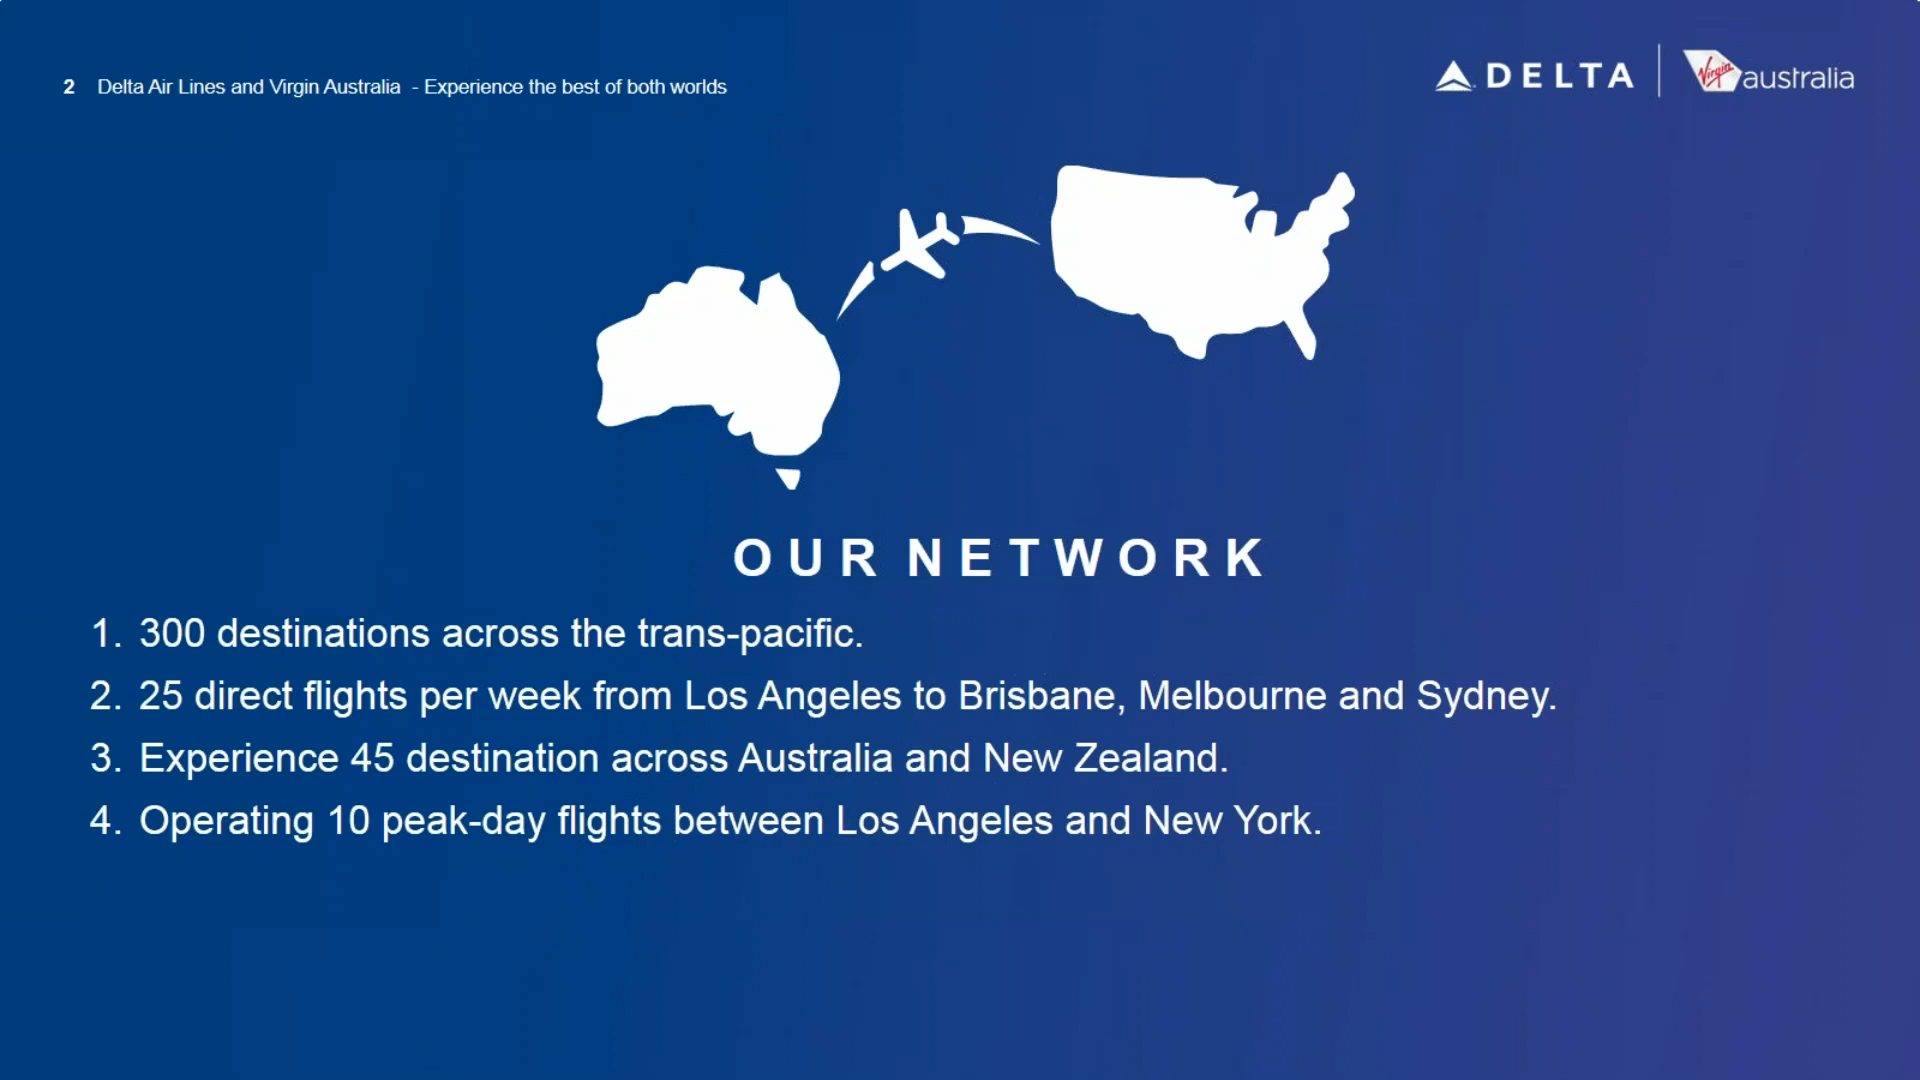 2 Delta Air Lines and Virgin Australia - Experience the best of both worlds
DELTA
Virgin australia
OUR NETWORK
1. 300 destinations across the trans-pacific.
2. 25 direct flights per week from Los Angeles to Brisbane, Melbourne and Sydney.
3. Experience 45 destination across Australia and New Zealand.
4. Operating 10 peak-day flights between Los Angeles and New York.